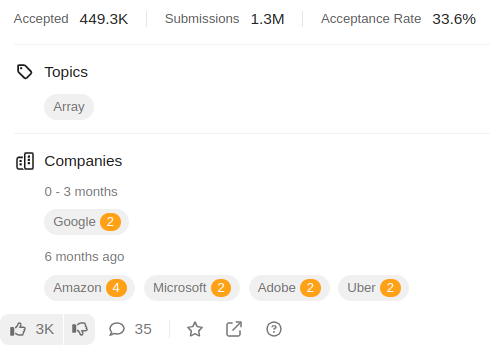 Accepted 449.3K Submissions 1.3M Acceptance Rate 33.6%
Topics
Array
Companies
0 - 3 months
Google 2
6 months ago
Amazon 4 Microsoft 2 Adobe 2 Uber 2
3K 35